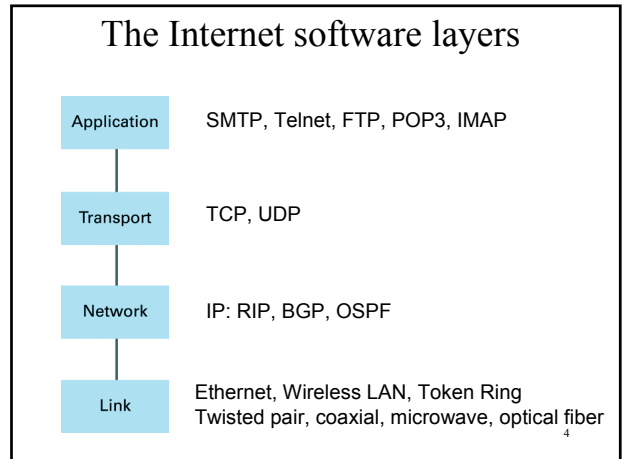 The Internet software layers
Application
SMTP, Telnet, FTP, POP3, IMAP
Transport
TCP, UDP
Network
IP: RIP, BGP, OSPF
Link
Ethernet, Wireless LAN, Token Ring
Twisted pair, coaxial, microwave, optical fiber
4